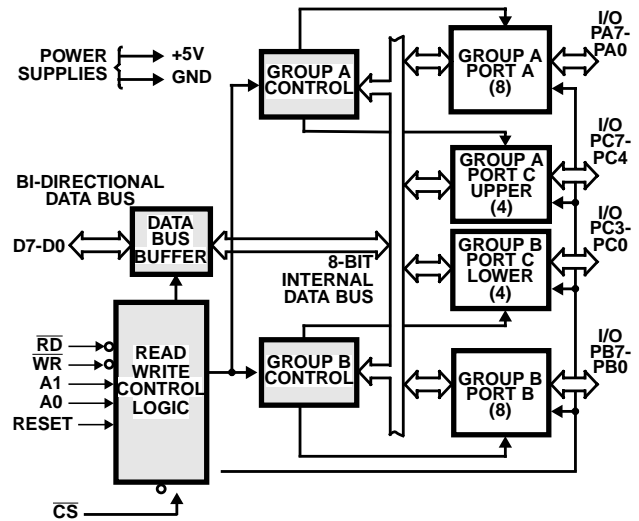 POWER
SUPPLIES
+5V
GND
GROUP A
CONTROL
GROUP A
PORT A
(8)
I/O
PA7-
PA0
GROUP A
PORT C
UPPER
(4)
I/O
PC7-
PC4
BI-DIRECTIONAL
DATA BUS
D7-D0
DATA
BUS
BUFFER
8-BIT
INTERNAL
DATA BUS
GROUP B
PORT C
LOWER
(4)
I/O
PC3-
PC0
RD
WR
A1
A0
RESET
READ
WRITE
CONTROL
LOGIC
GROUP B
CONTROL
GROUP B
PORT B
(8)
I/O
PB7-
PB0
CS